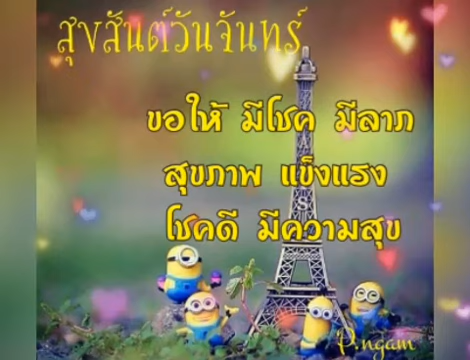 สุขสันต์วันจันทร์
ขอให้ มีโชค มีลาภ
สุขภาพ แข็งแรง
โชคดี มีความสุข
P.ngam